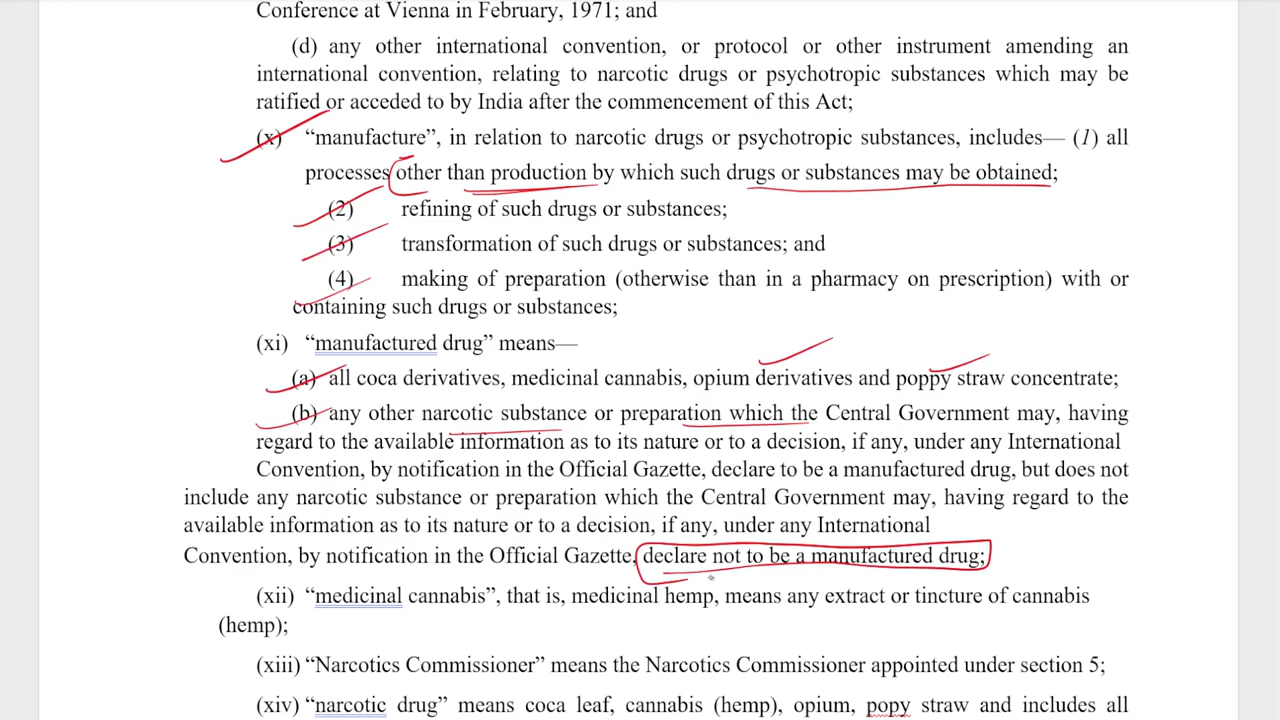 Conference at Vienna in February, 1971; and
(d) any other international convention, or protocol or other instrument amending an
international convention, relating to narcotic drugs or psychotropic substances which may be
ratified or acceded to by India after the commencement of this Act;
(x) “manufacture”, in relation to narcotic drugs or psychotropic substances, includes— (1) all
processes other than production by which such drugs or substances may be obtained;
(2) refining of such drugs or substances;
(3) transformation of such drugs or substances; and
(4) making of preparation (otherwise than in a pharmacy on prescription) with or
containing such drugs or substances;
(xi) “manufactured drug” means—
(a) all coca derivatives, medicinal cannabis, opium derivatives and poppy straw concentrate;
(b) any other narcotic substance or preparation which the Central Government may, having
regard to the available information as to its nature or to a decision, if any, under any International
Convention, by notification in the Official Gazette, declare to be a manufactured drug, but does not
include any narcotic substance or preparation which the Central Government may, having regard to the
available information as to its nature or to a decision, if any, under any International
Convention, by notification in the Official Gazette, declare not to be a manufactured drug;
(xii) “medicinal cannabis”, that is, medicinal hemp, means any extract or tincture of cannabis
(hemp);
(xiii) “Narcotics Commissioner” means the Narcotics Commissioner appointed under section 5;
(xiv) “narcotic drug” means coca leaf, cannabis (hemp), opium, popy straw and includes all